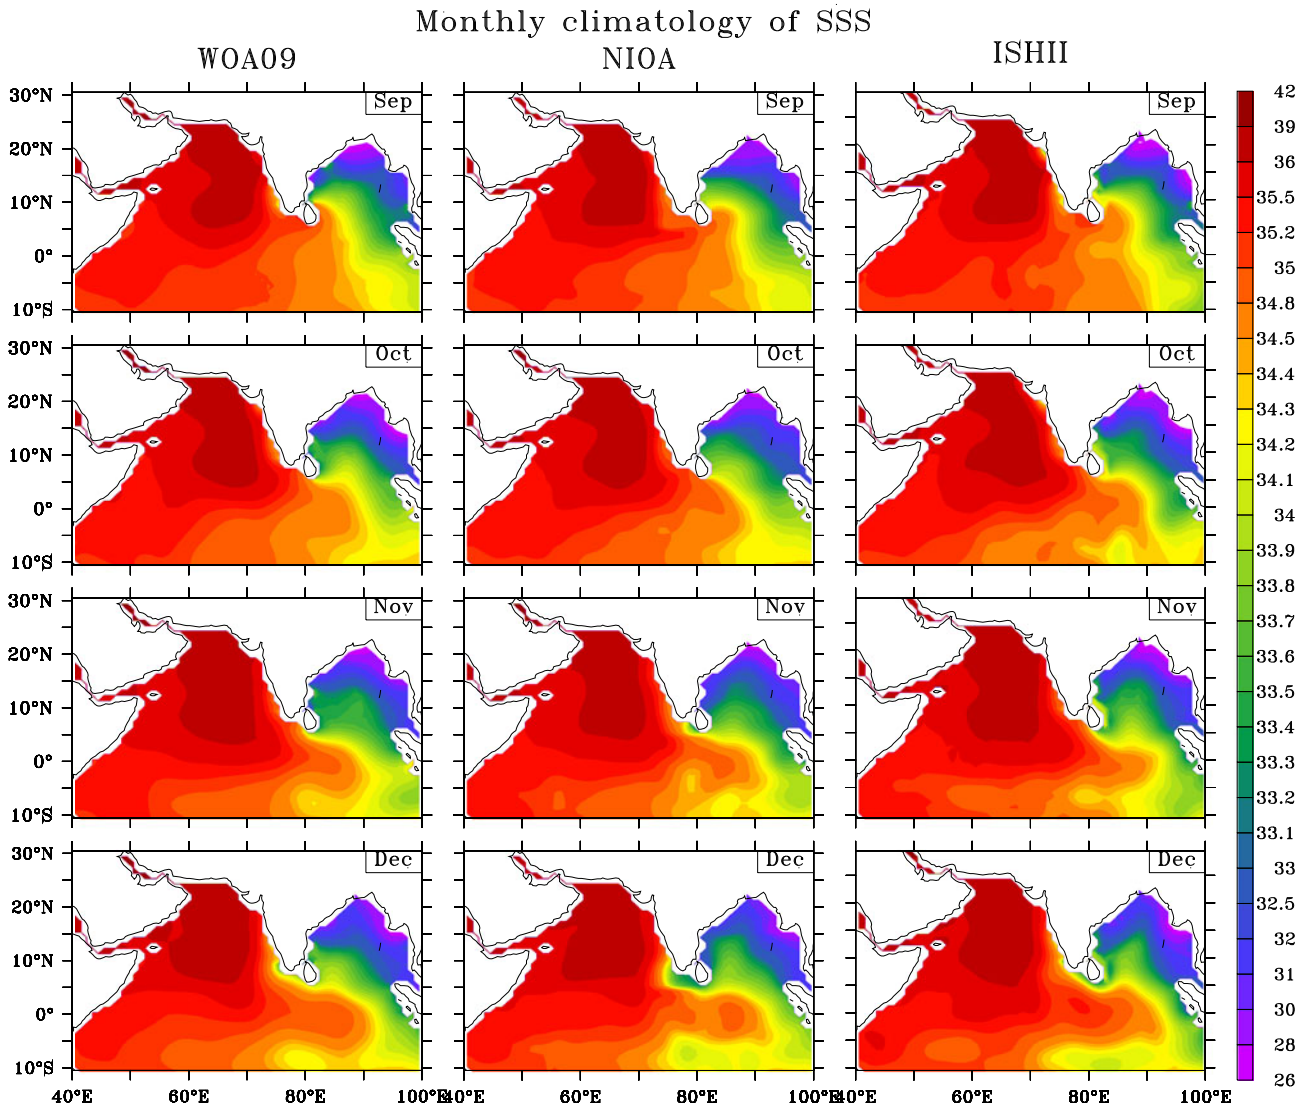 Monthly climatology of SSS
WOA09 NIOA ISHII
Sep Sep Sep
30°N
20°N
10°N
0°
10°S
Oct Oct Oct
30°N
20°N
10°N
0°
10°S
Nov Nov Nov
30°N
20°N
10°N
0°
10°S
Dec Dec Dec
30°N
20°N
10°N
0°
10°S
40°E 60°E 80°E 100°E 40°E 60°E 80°E 100°E 40°E 60°E 80°E 100°E
42
39
36
35.5
35.2
35
34.8
34.5
34.4
34.3
34.2
34.1
34
33.9
33.8
33.7
33.6
33.5
33.3
33.2
33.1
33
32.5
32
31
30
28
26